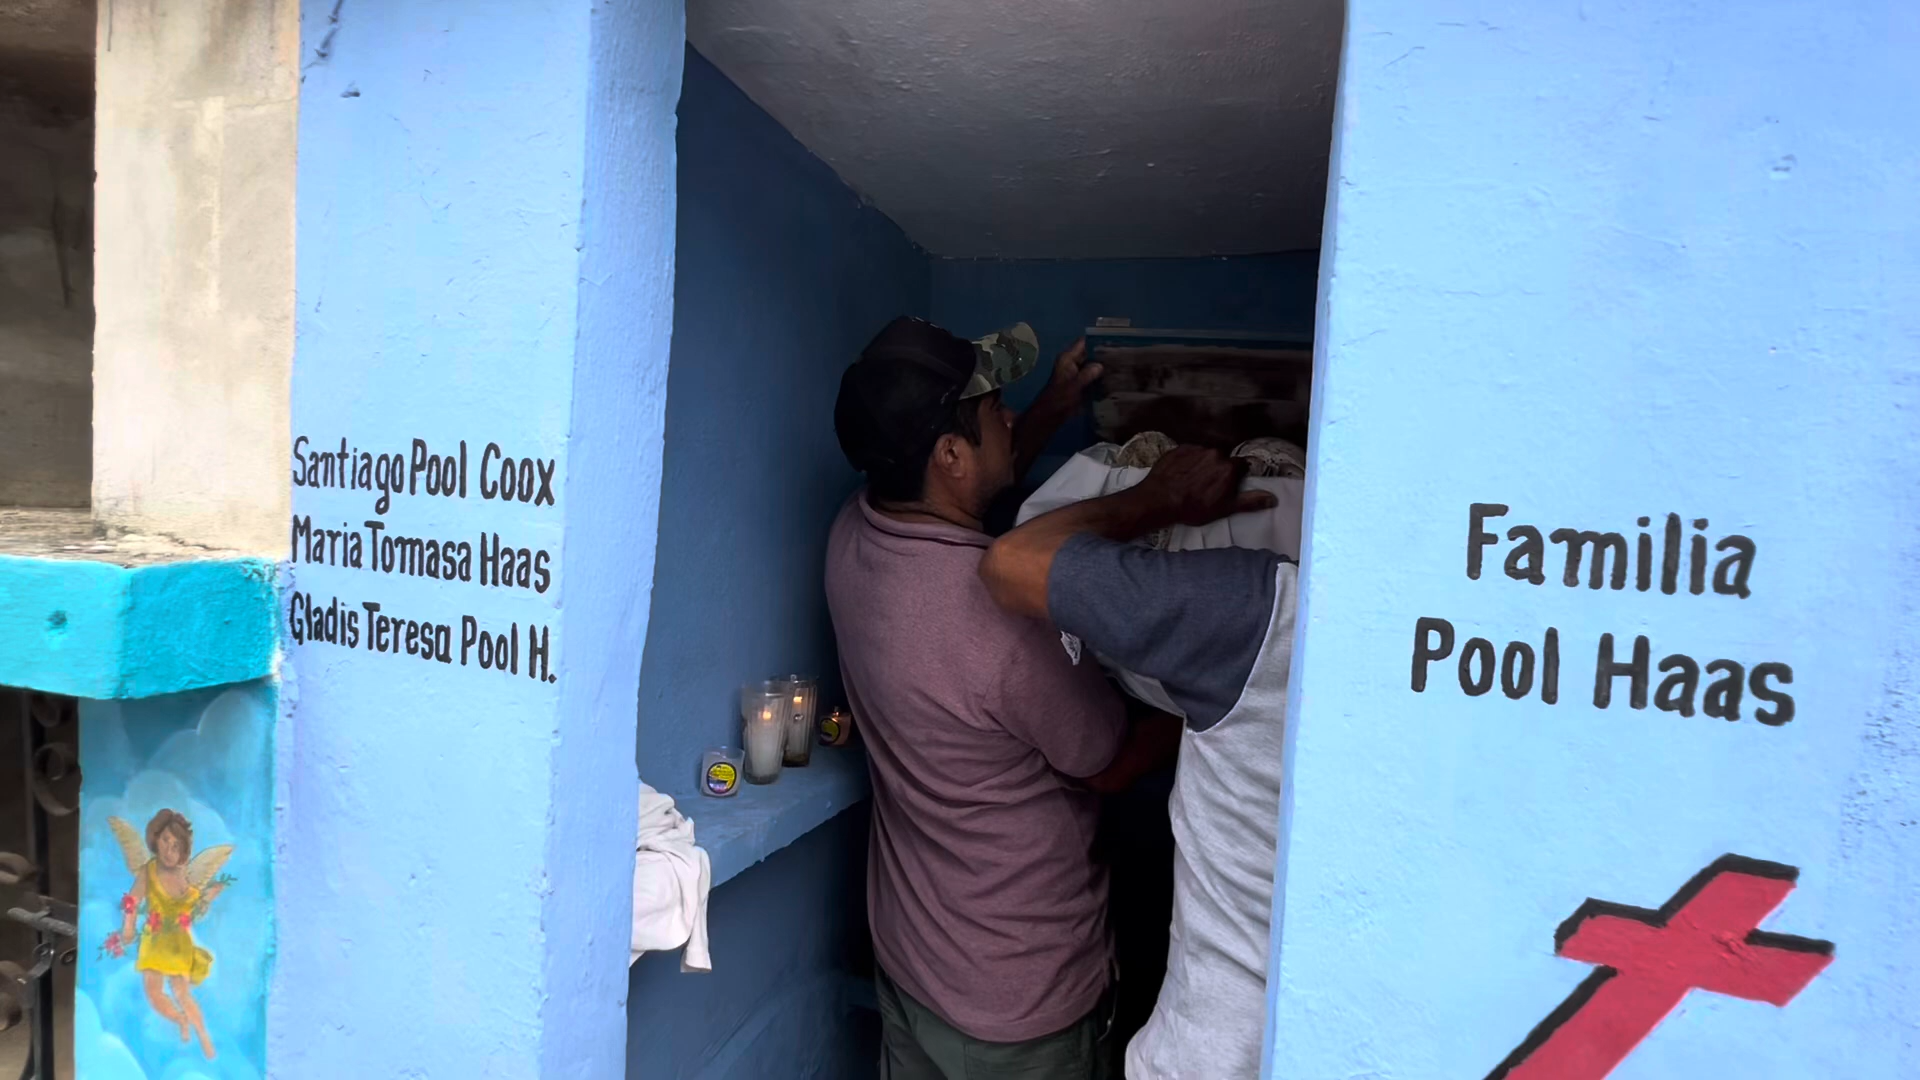 Santiago Pool Coox
Maria Tomasa Haas
Gladis Teresa Pool H.
Familia
Pool Haas